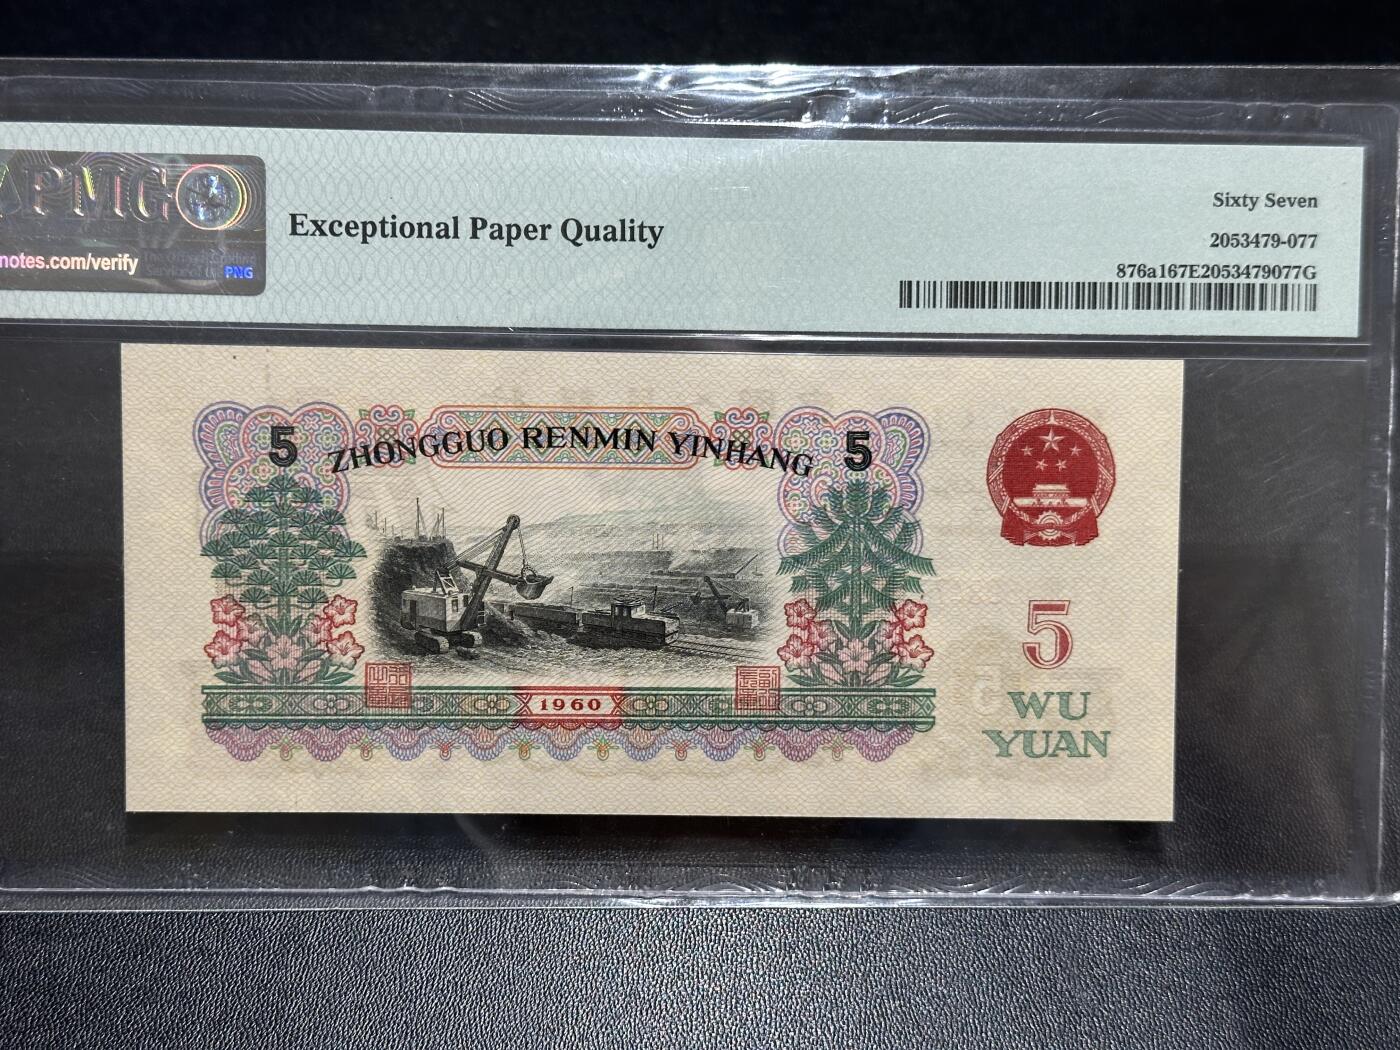 PMG
Exceptional Paper Quality
notes.com/verify
PNG
Sixty Seven
2053479-077
876a167E2053479077G
5 ZHONGGUO RENMIN YINHANG 5
5
WU
YUAN
1960